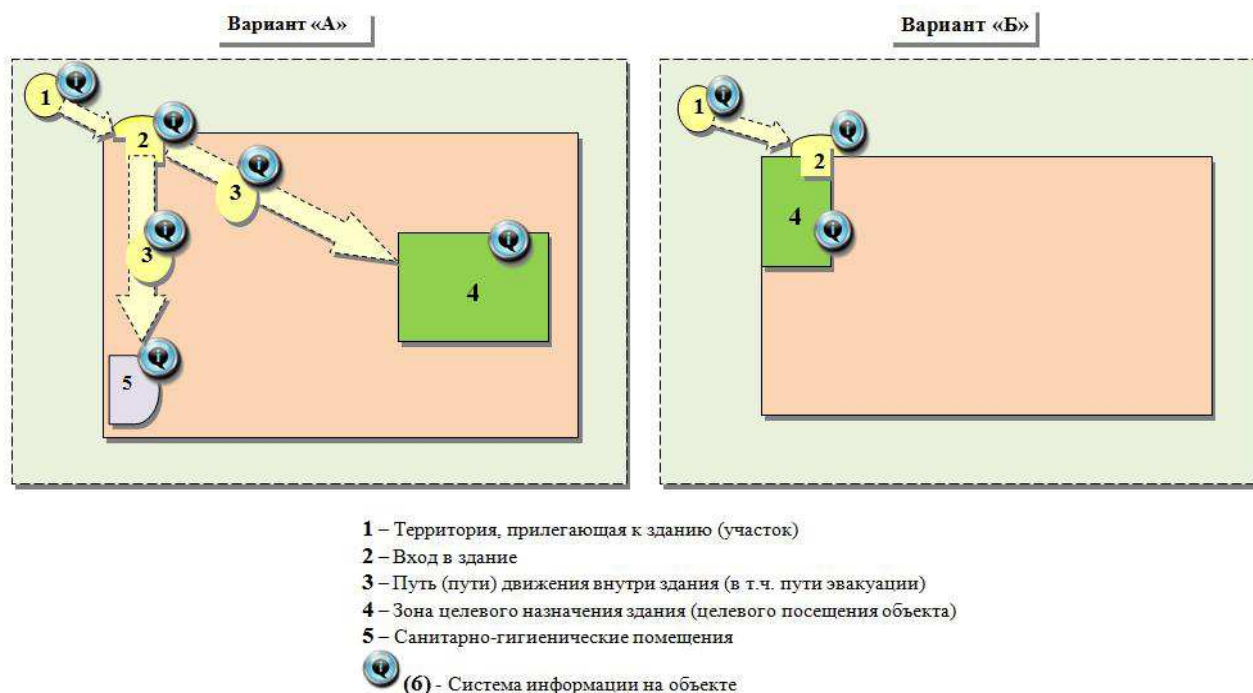 Вариант «А»
Вариант «Б»
1
2
3
3
4
5
1
2
4
1 – Территория, прилегающая к зданию (участок)
2 – Вход в здание
3 – Путь (пути) движения внутри здания (в т.ч. пути эвакуации)
4 – Зона целевого назначения здания (целевого посещения объекта)
5 – Санитарно-гигиенические помещения
(6) - Система информации на объекте